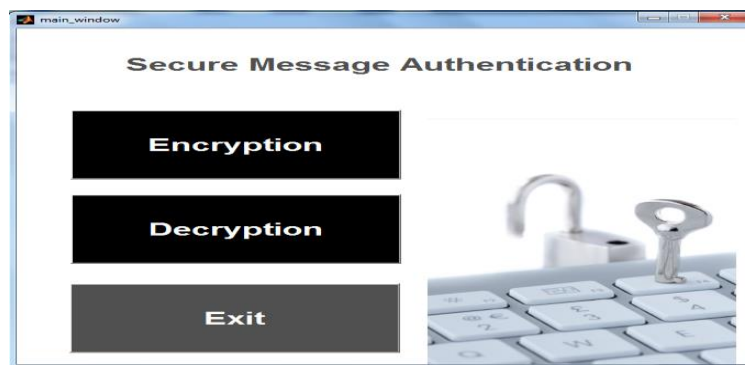 main_window
Secure Message Authentication
Encryption
Decryption
Exit